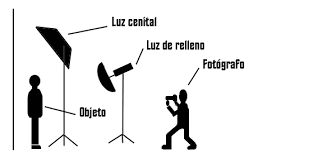 Luz cenital
Luz de relleno
Fotógrafo
Objeto